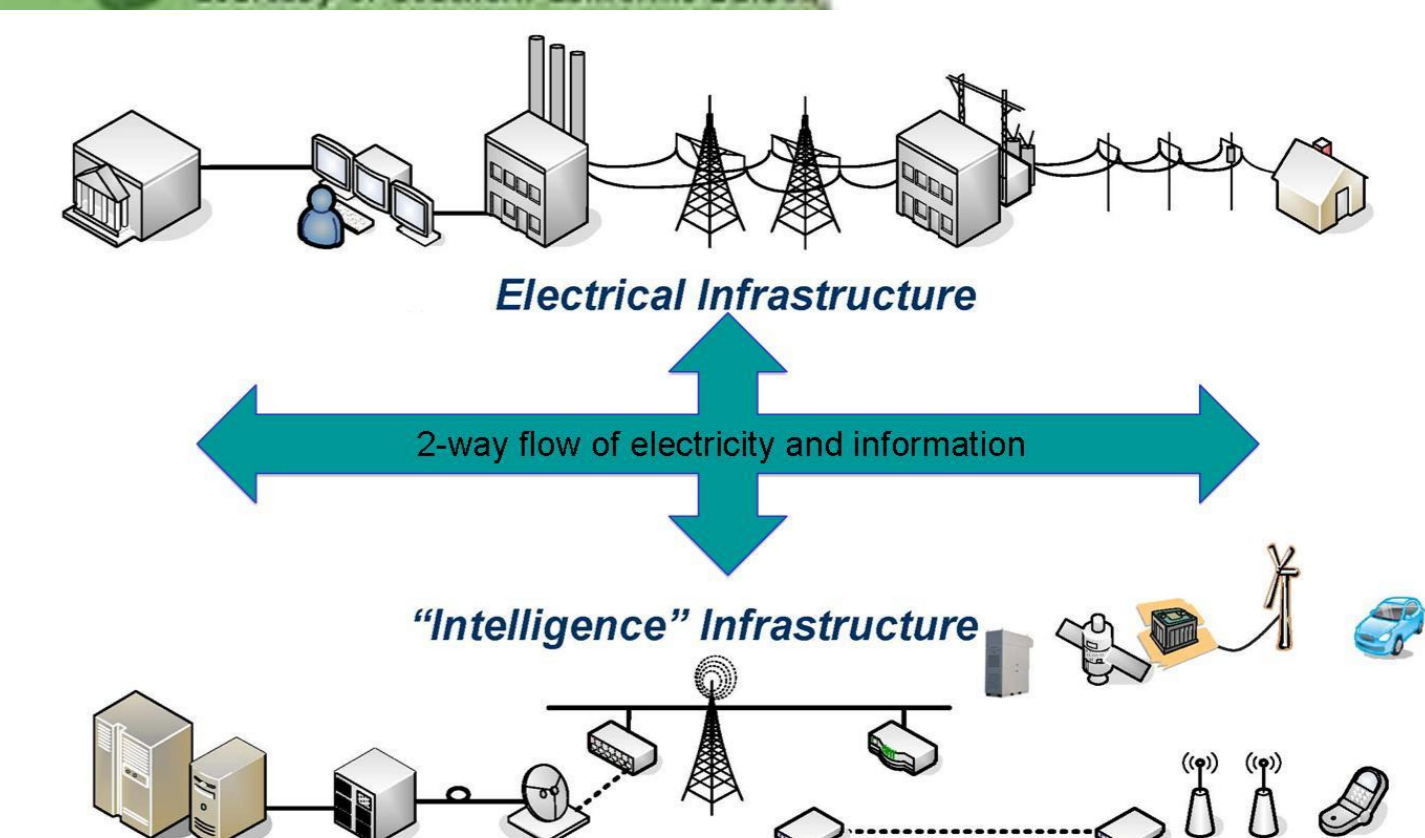 Electrical Infrastructure
2-way flow of electricity and information
“Intelligence” Infrastructure